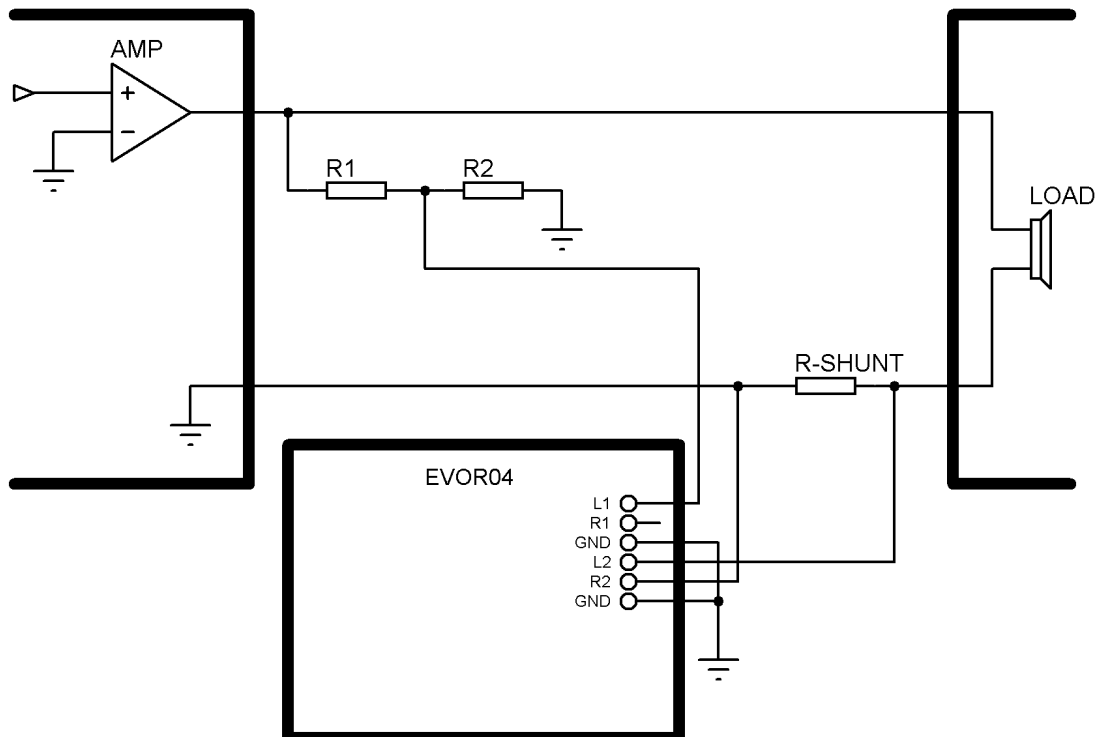 AMP
+
−
R1
R2
LOAD
R-SHUNT
EVOR04
L1
R1
GND
L2
R2
GND